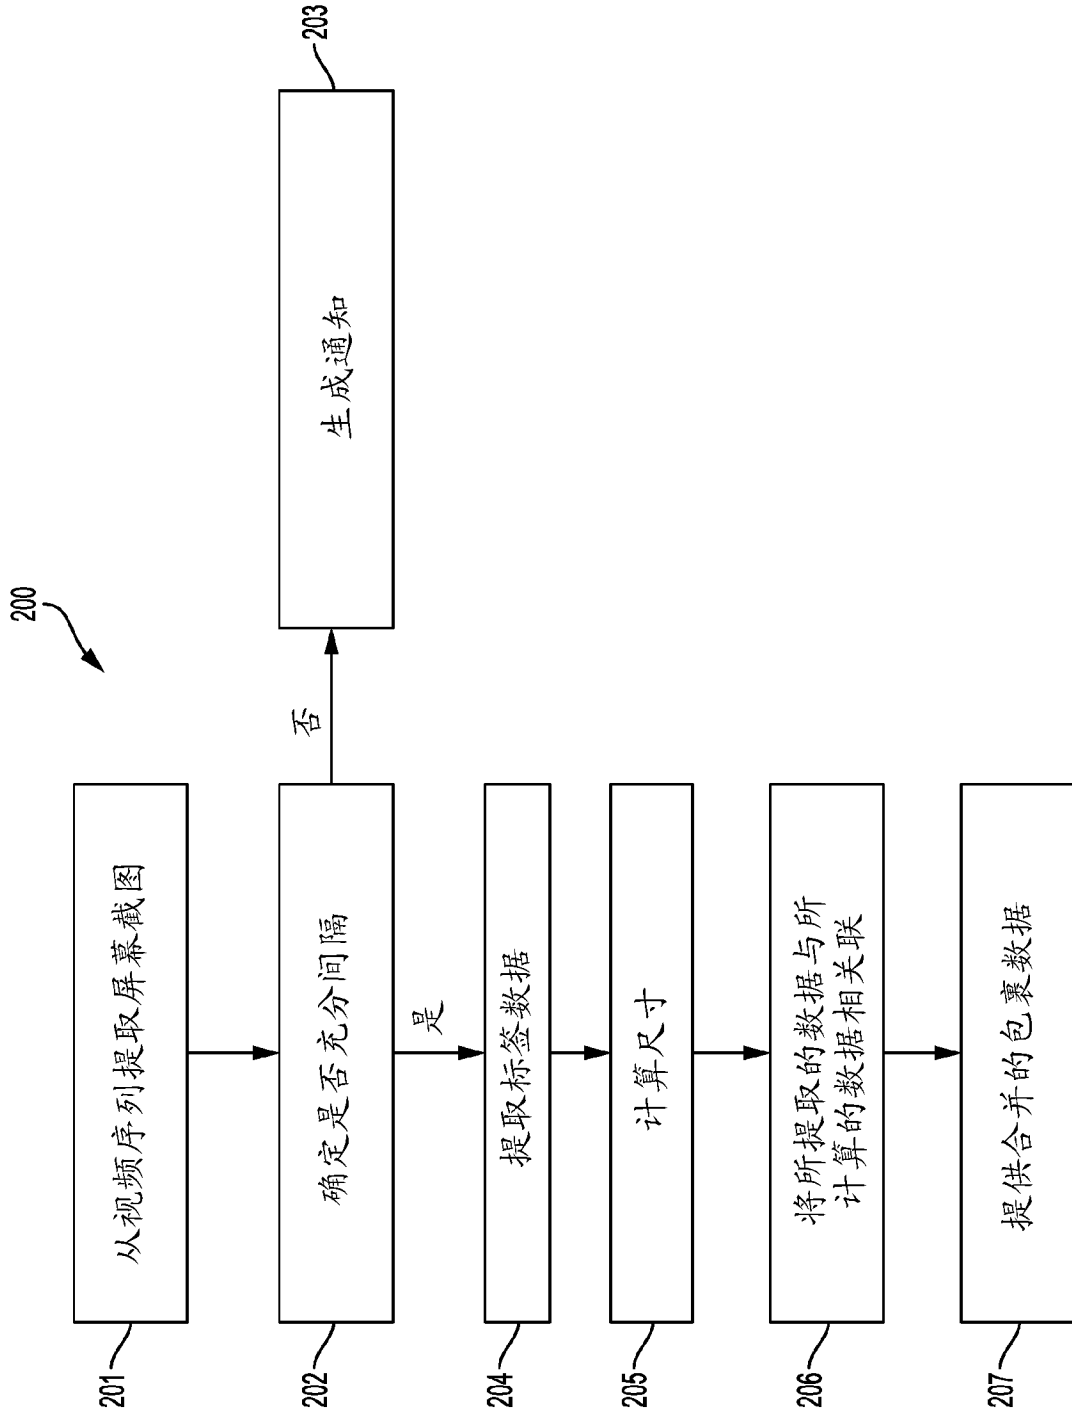 200
201
从视频序列提取屏幕截图
202
确定是否充分间隔
否
203
生成通知
是
204
提取标签数据
205
计算尺寸
206
将所提取的数据与所
计算的数据相关联
207
提供合并的包裹数据